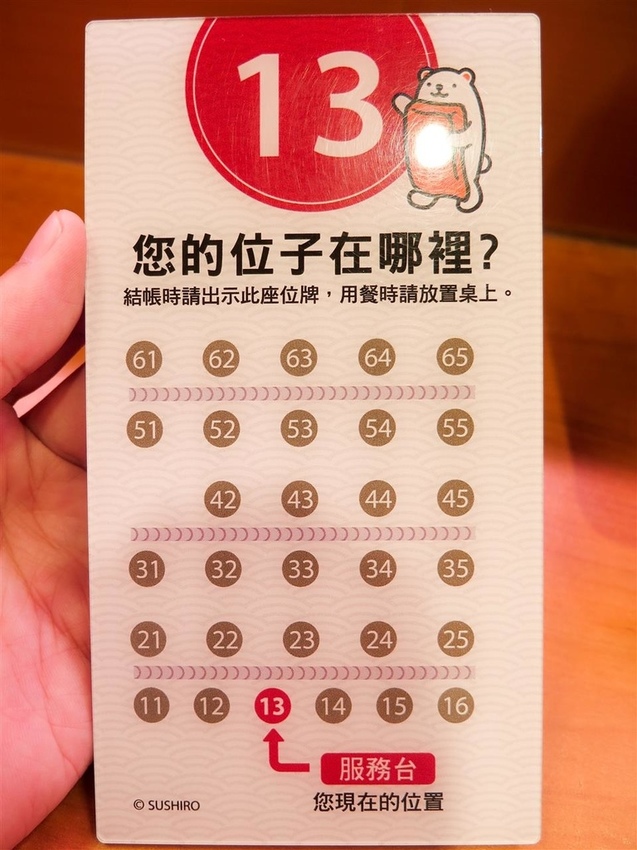 13
您的位子在哪裡?
結帳時請出示此座位牌，用餐時請放置桌上。
61 62 63 64 65
51 52 53 54 55
42 43 44 45
31 32 33 34 35
21 22 23 24 25
11 12 13 14 15 16
服務台
您現在的位置
© SUSHIRO